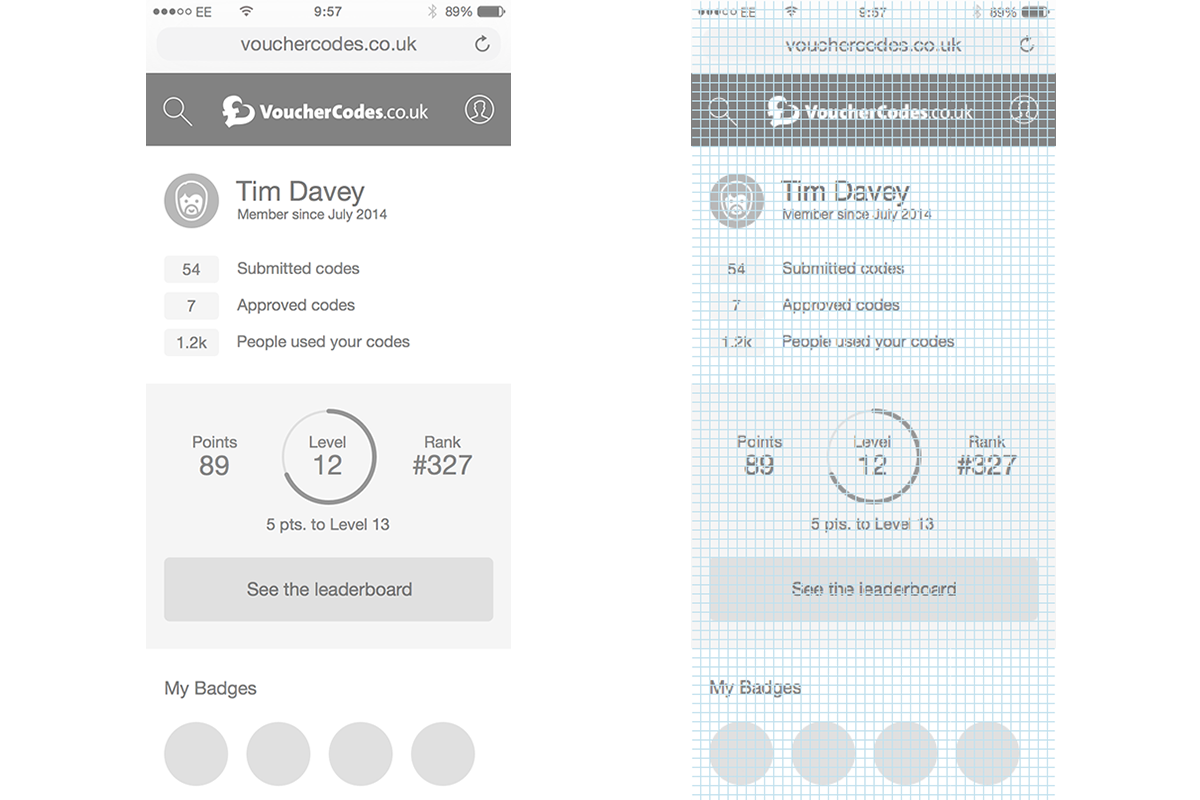 EE 9:57 89%
vouchercodes.co.uk
VoucherCodes.co.uk
Tim Davey
Member since July 2014
54 Submitted codes
7 Approved codes
1.2k People used your codes
Points Level Rank
89 12 #327
5 pts. to Level 13
See the leaderboard
My Badges
EE 9:57 89%
vouchercodes.co.uk
VoucherCodes.co.uk
Tim Davey
Member since July 2014
54 Submitted codes
7 Approved codes
1.2k People used your codes
Points Level Rank
89 12 #327
5 pts. to Level 13
See the leaderboard
My Badges